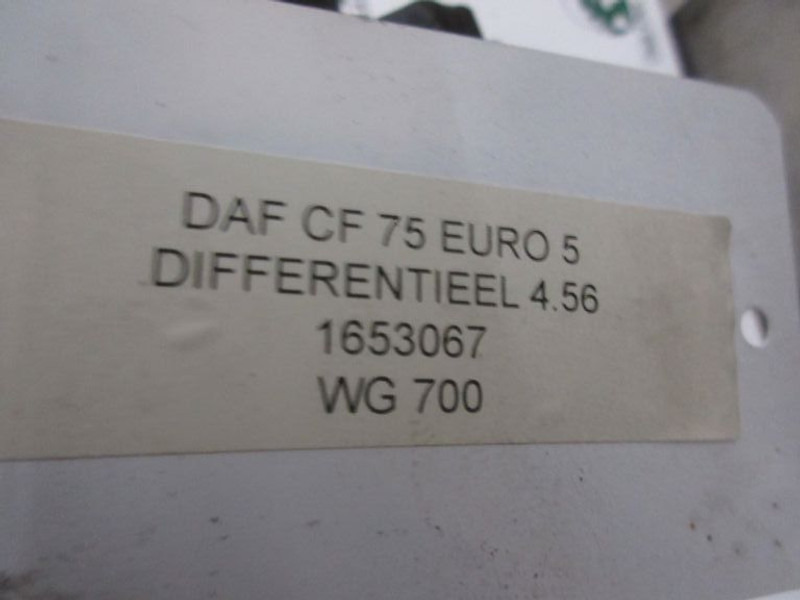 DAF CF 75 EURO 5
DIFFERENTIEEL 4.56
1653067
WG 700